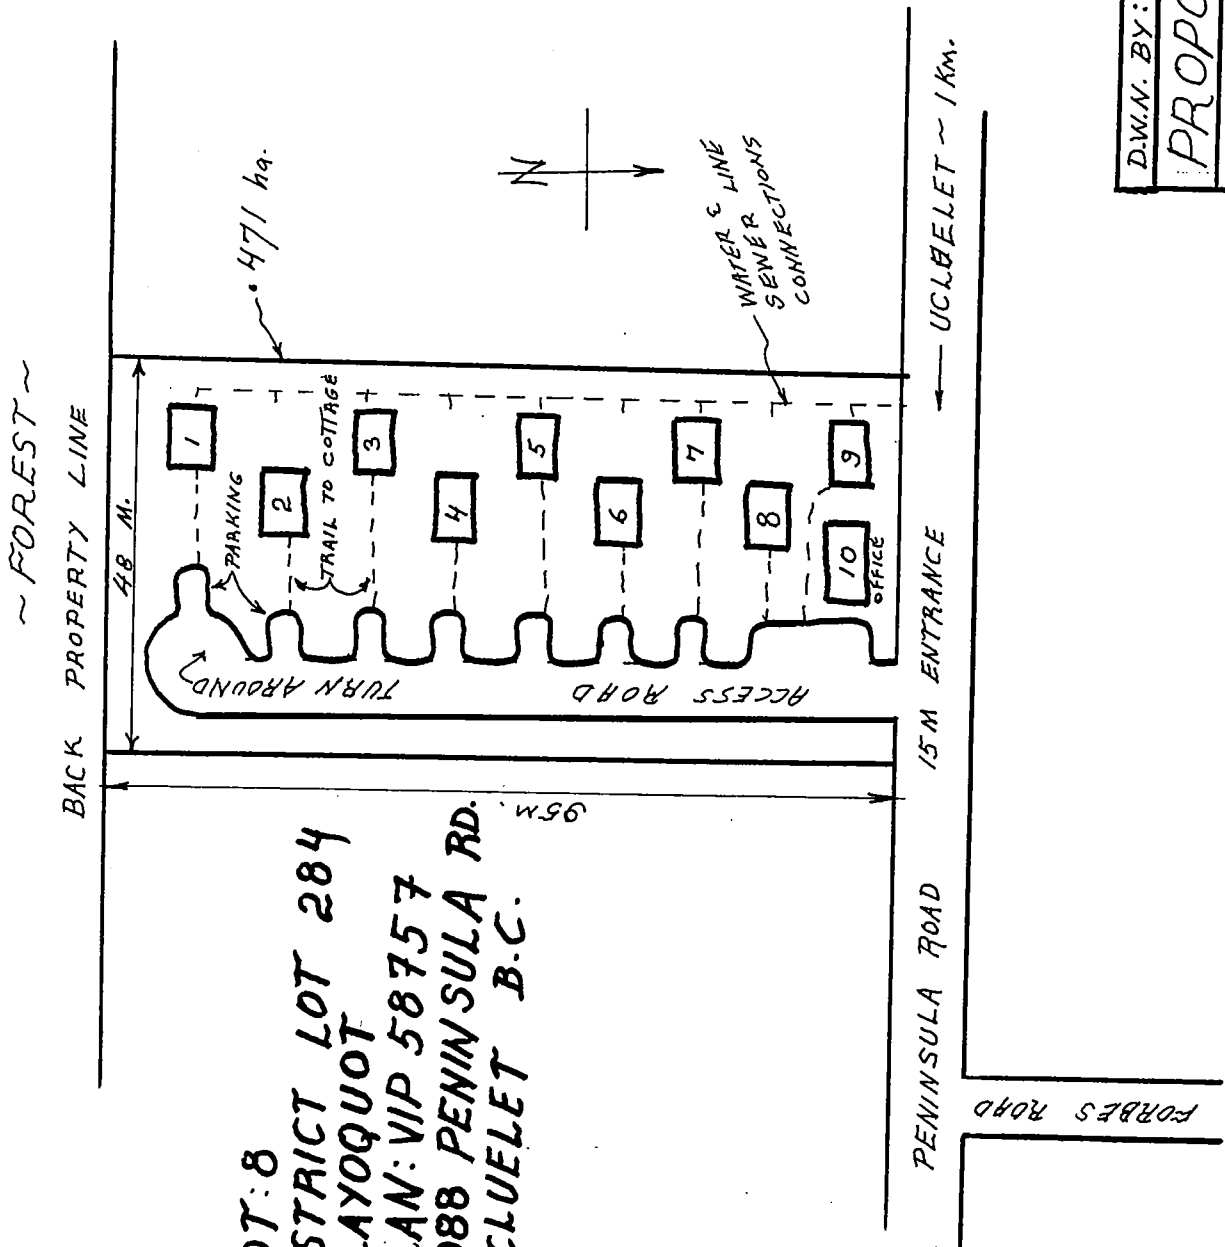 ~ FOREST ~
BACK PROPERTY LINE
48 M.
.471 ha.
N
1
2
3
4
5
6
7
8
9
10
OFFICE
PARKING
TRAIL TO COTTAGE
WATER & LINE
SEWER
CONNECTIONS
TURN AROUND
ACCESS ROAD
95M.
15M ENTRANCE
UCLUELET ~ 1 KM.
PENINSULA ROAD
FORBES ROAD
OT: 8
STRICT LOT 284
LAYOQUOT
AN: VIP 58757
088 PENINSULA RD.
CLUELET B.C.
D.W.N. BY:
PROPO